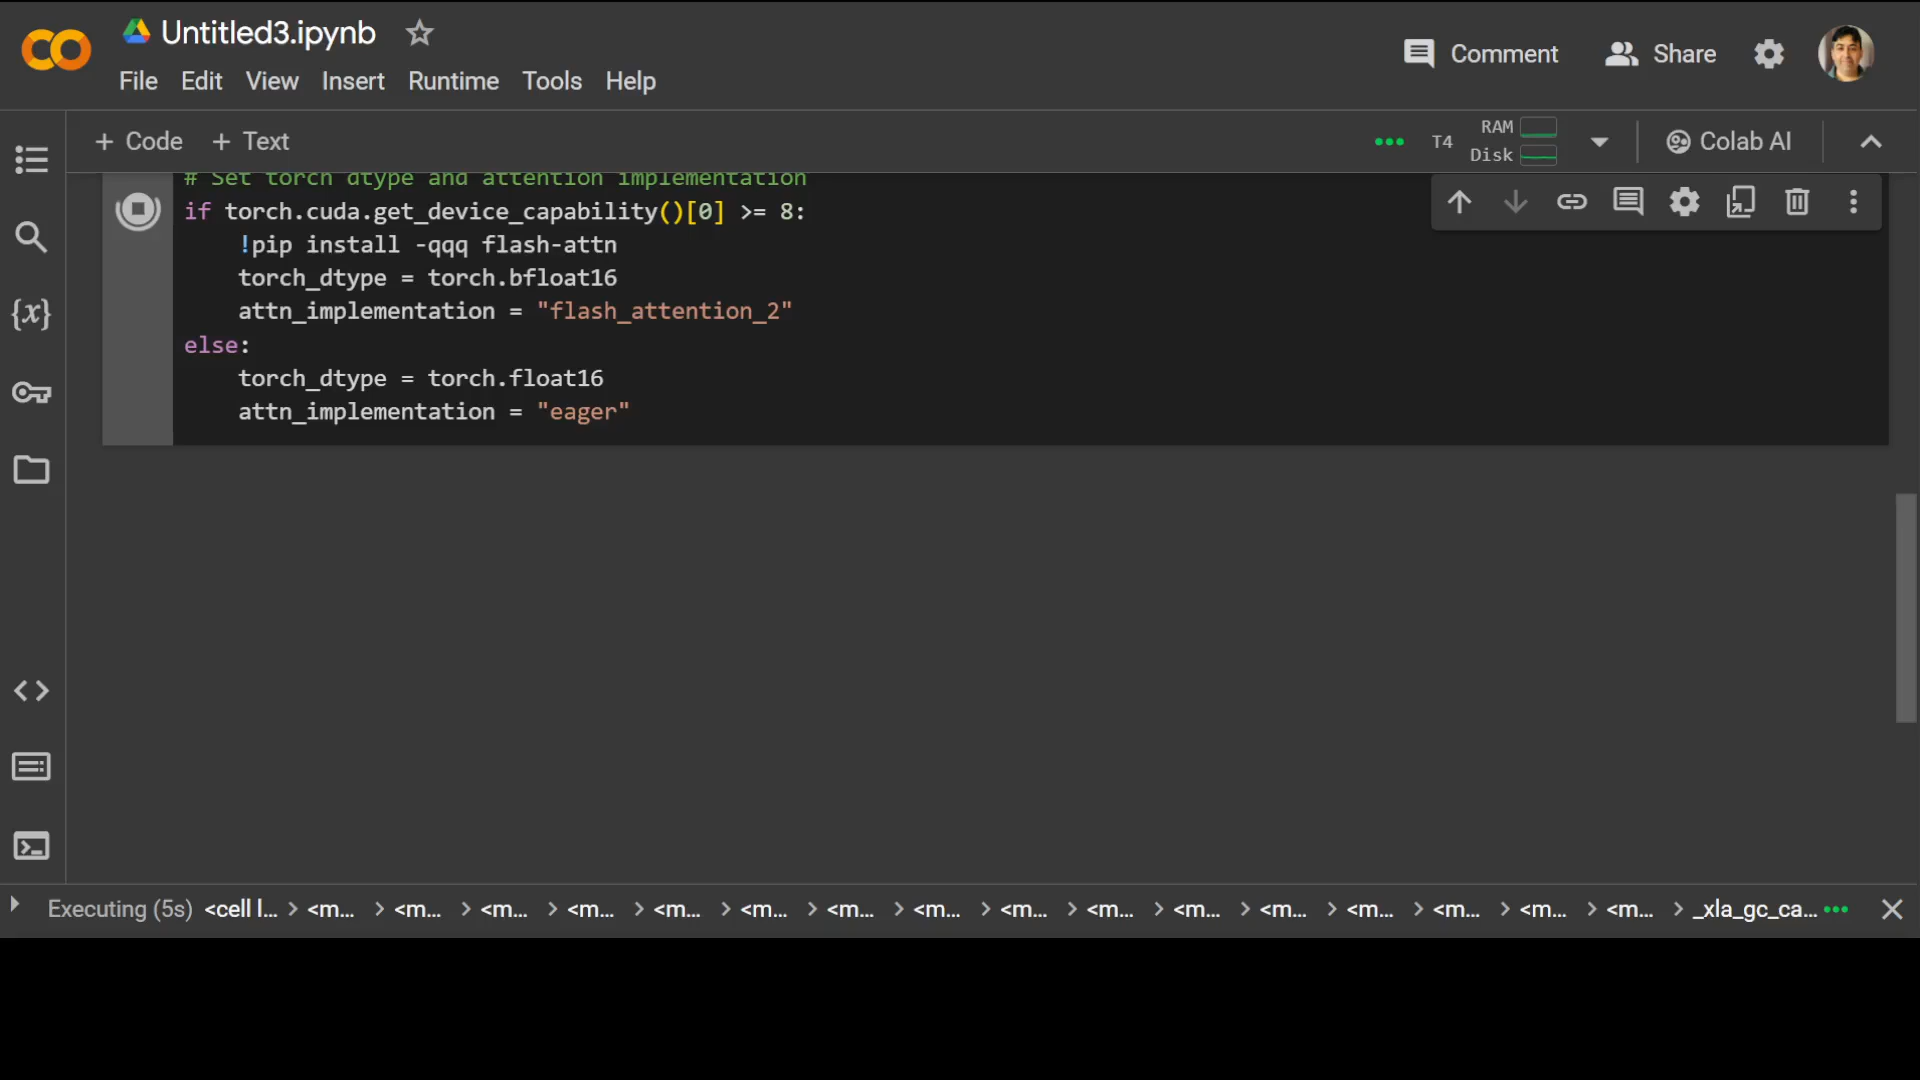 Untitled3.ipynb
Comment
Share
File Edit View Insert Runtime Tools Help
+ Code + Text
T4
RAM
Disk
Colab AI
# Set torch dtype and attention implementation
if torch.cuda.get_device_capability()[0] >= 8:
!pip install -qqq flash-attn
torch_dtype = torch.bfloat16
attn_implementation = "flash_attention_2"
else:
torch_dtype = torch.float16
attn_implementation = "eager"
{x}
Executing (5s) <cell l... > <m... > <m... > <m... > <m... > <m... > <m... > <m... > <m... > <m... > <m... > <m... > <m... > <m... > <m... > <m... > <m... > _xla_gc_ca...